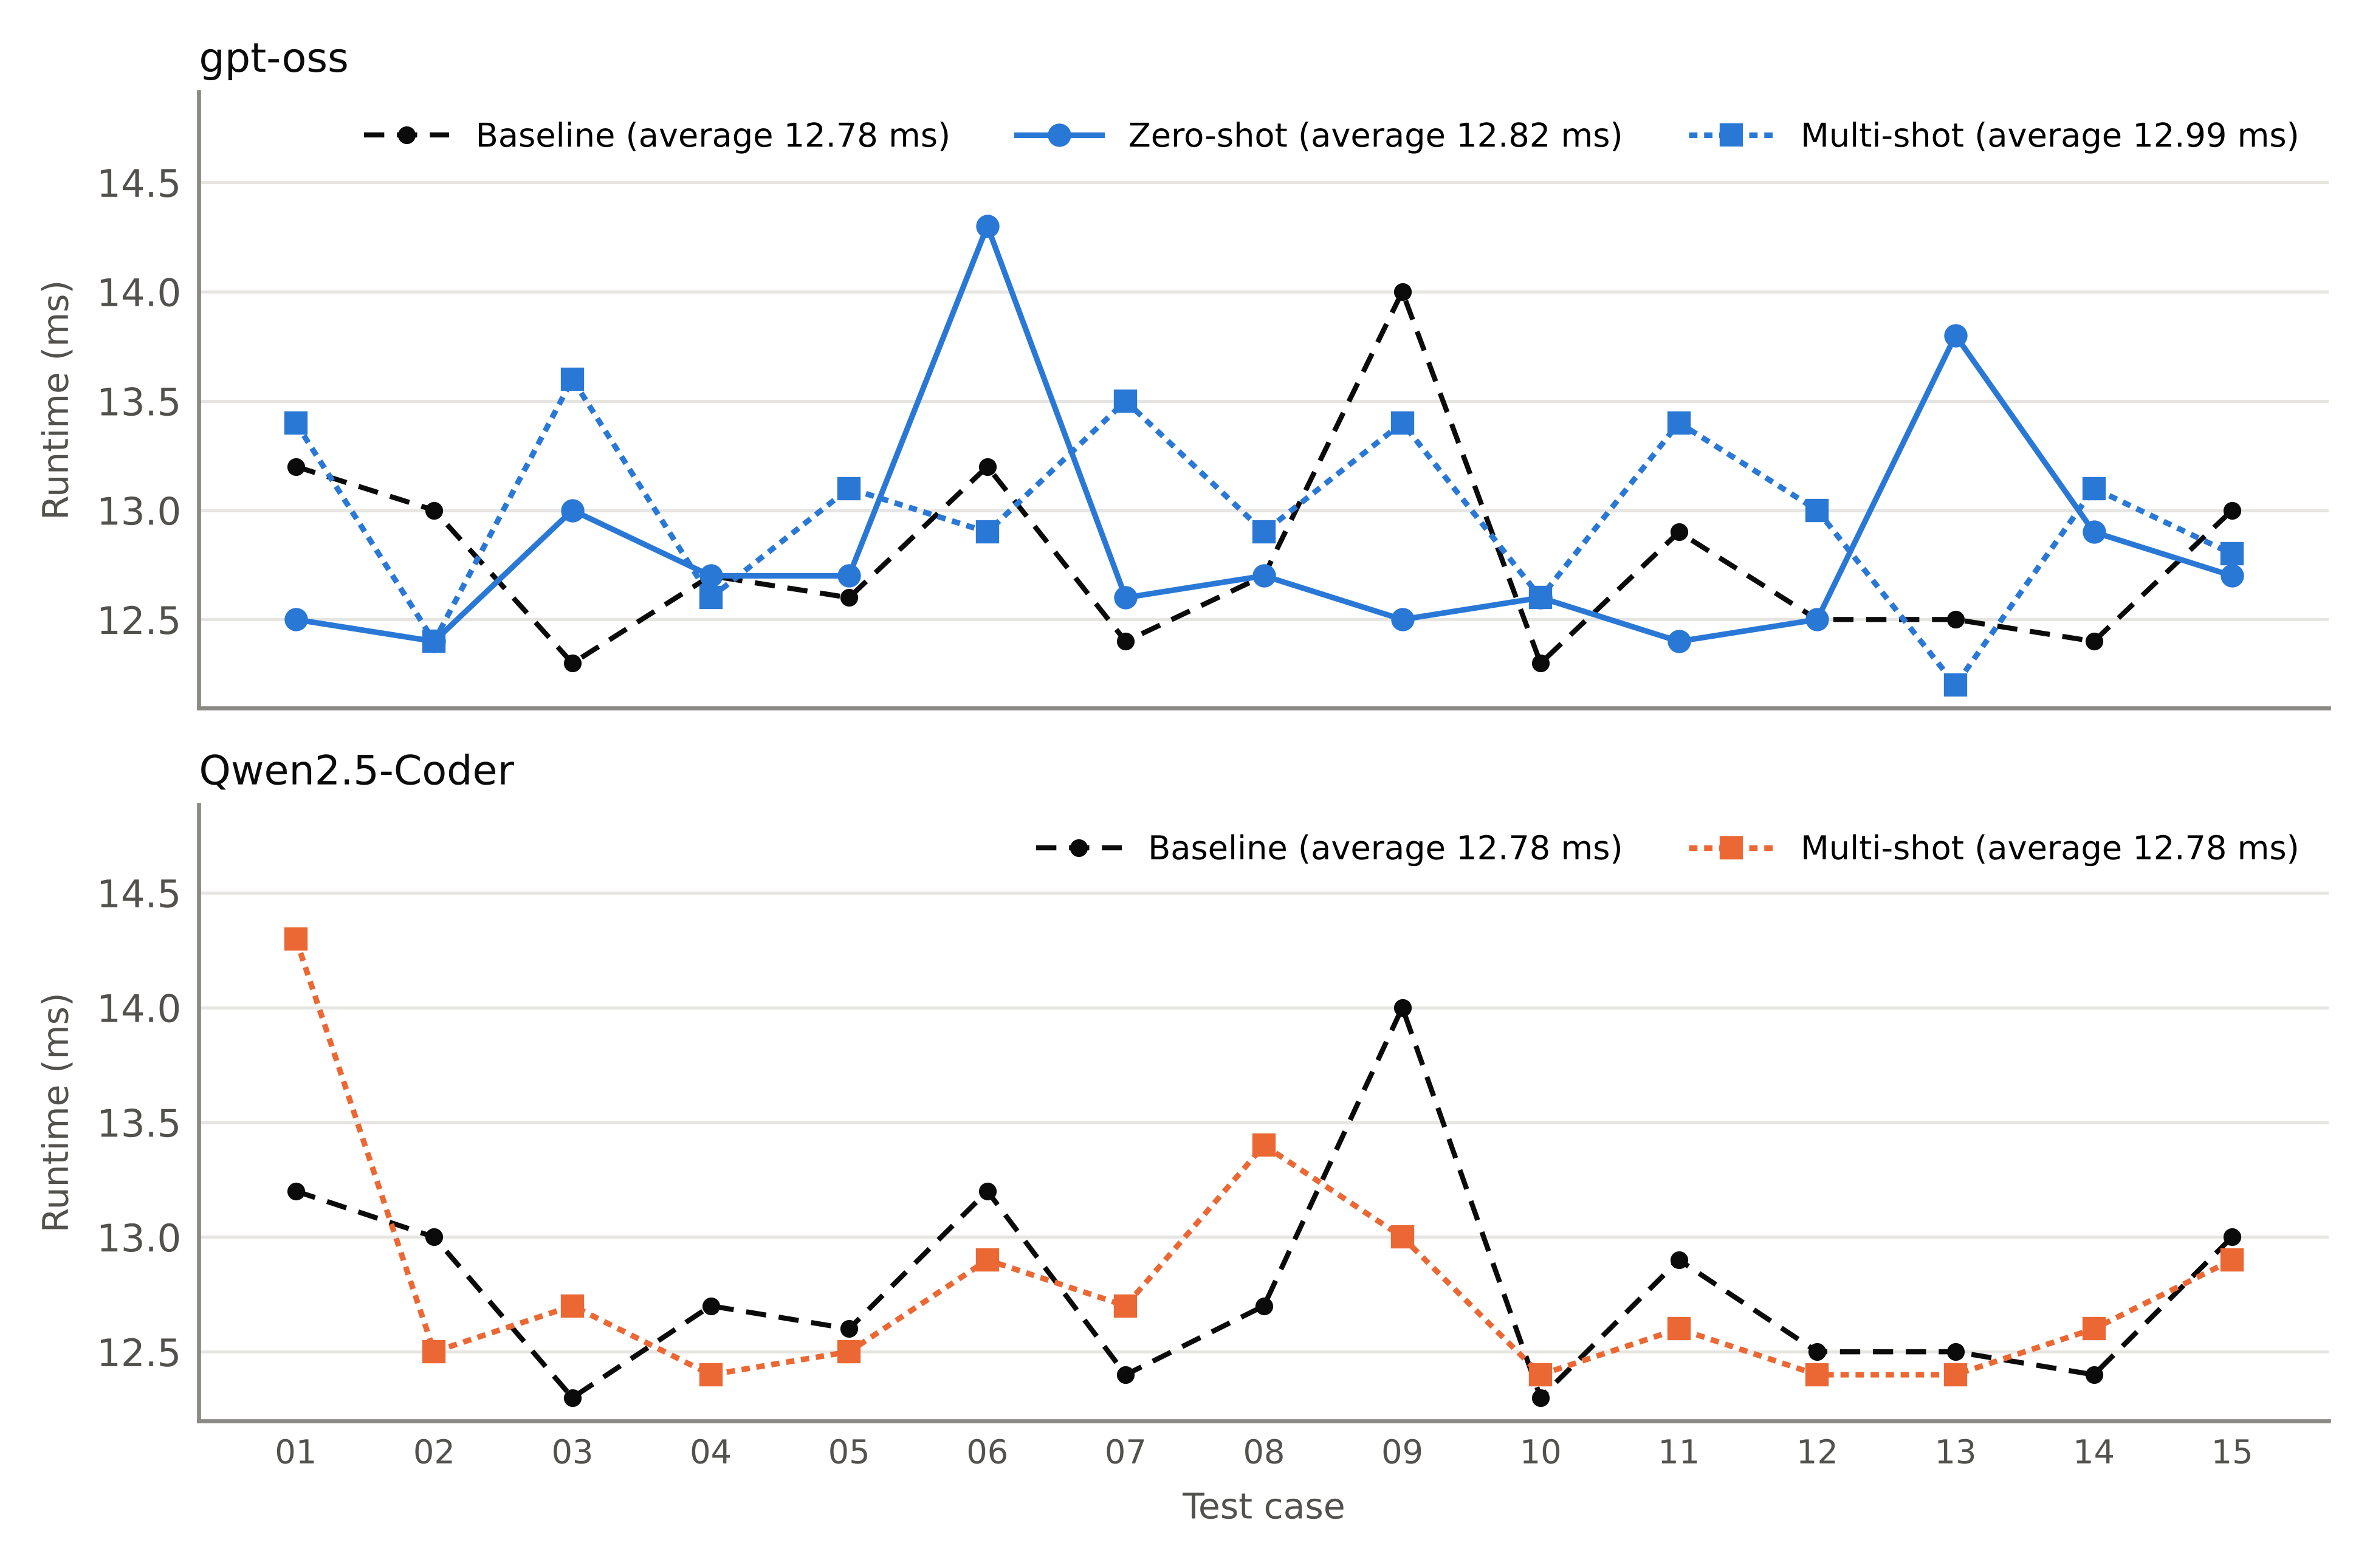 gpt-oss
Baseline (average 12.78 ms) Zero-shot (average 12.82 ms) Multi-shot (average 12.99 ms)
14.5
14.0
13.5
13.0
12.5
Runtime (ms)
Qwen2.5-Coder
Baseline (average 12.78 ms) Multi-shot (average 12.78 ms)
14.5
14.0
13.5
13.0
12.5
Runtime (ms)
01 02 03 04 05 06 07 08 09 10 11 12 13 14 15
Test case